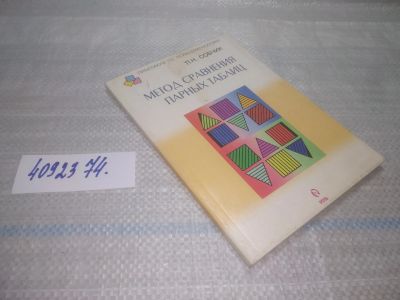 Л.Н. СОБЧИК
МЕТОД СРАВНЕНИЯ
ПАРНЫХ ТАБЛИЦ
40923 74.